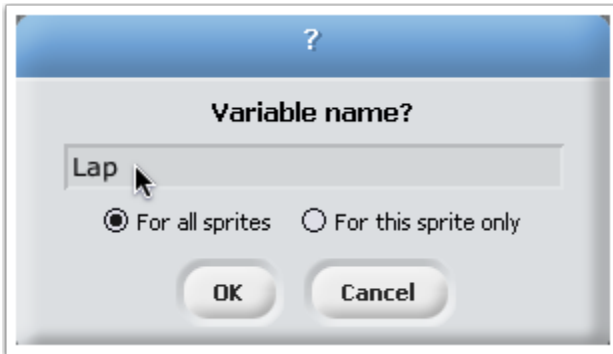 ?
Variable name?
Lap
For all sprites For this sprite only
OK Cancel